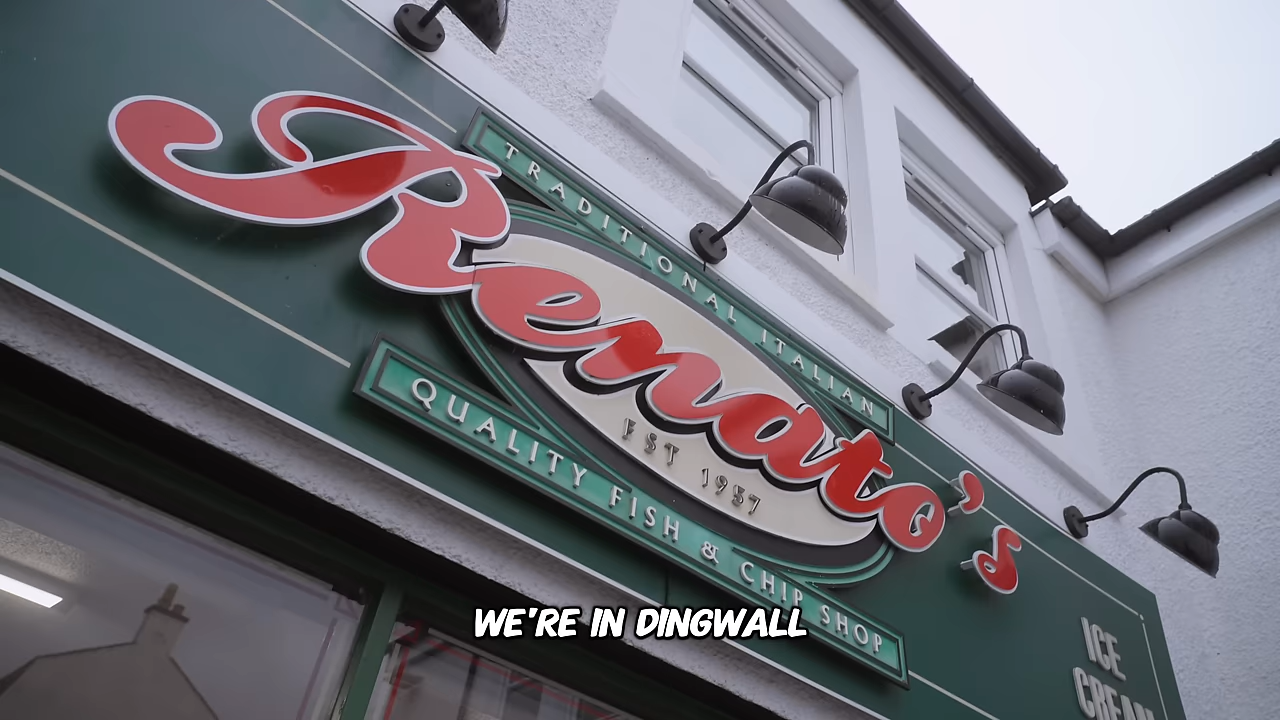 TRADITIONAL ITALIAN
Renato's
EST 1957
QUALITY FISH & CHIP SHOP
ICE
CREAM
WE'RE IN DINGWALL